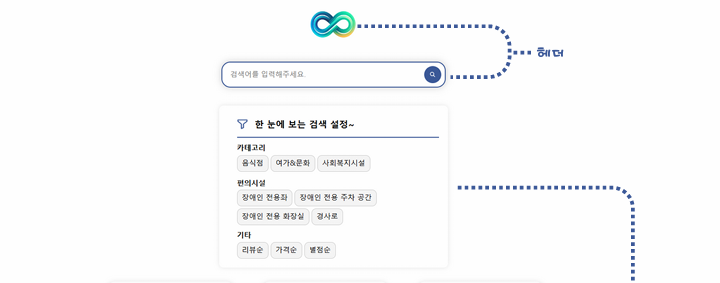 헤더
검색어를 입력해주세요.
한 눈에 보는 검색 설정~
카테고리
음식점 여가&문화 사회복지시설
편의시설
장애인 전용좌 장애인 전용 주차 공간
장애인 전용 화장실 경사로
기타
리뷰순 가격순 별점순